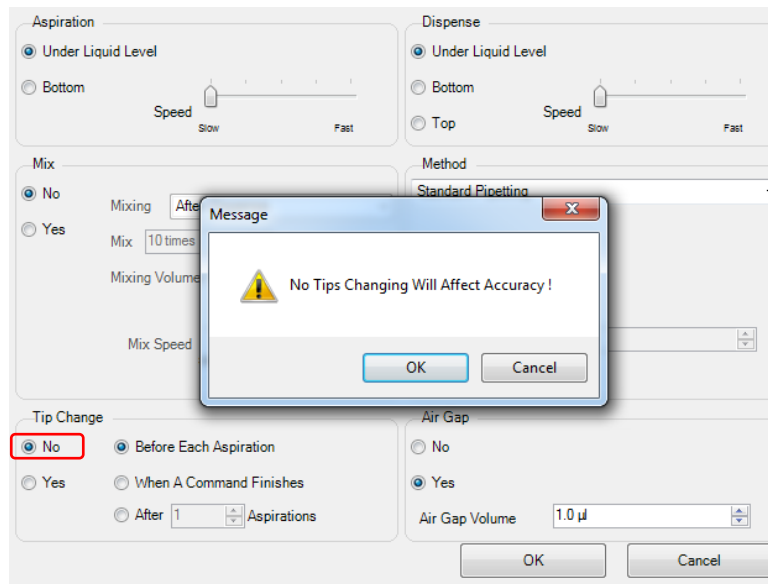 Aspiration
Under Liquid Level
Bottom
Speed
Slow Fast
Dispense
Under Liquid Level
Bottom
Top
Speed
Slow Fast
Mix
No
Yes
Mixing
Mix 10 times
Mixing Volume
Mix Speed
Method
Standard Pipetting
Message
No Tips Changing Will Affect Accuracy !
OK Cancel
Tip Change
No
Yes
Before Each Aspiration
When A Command Finishes
After 1 Aspirations
Air Gap
No
Yes
Air Gap Volume 1.0 µl
OK Cancel